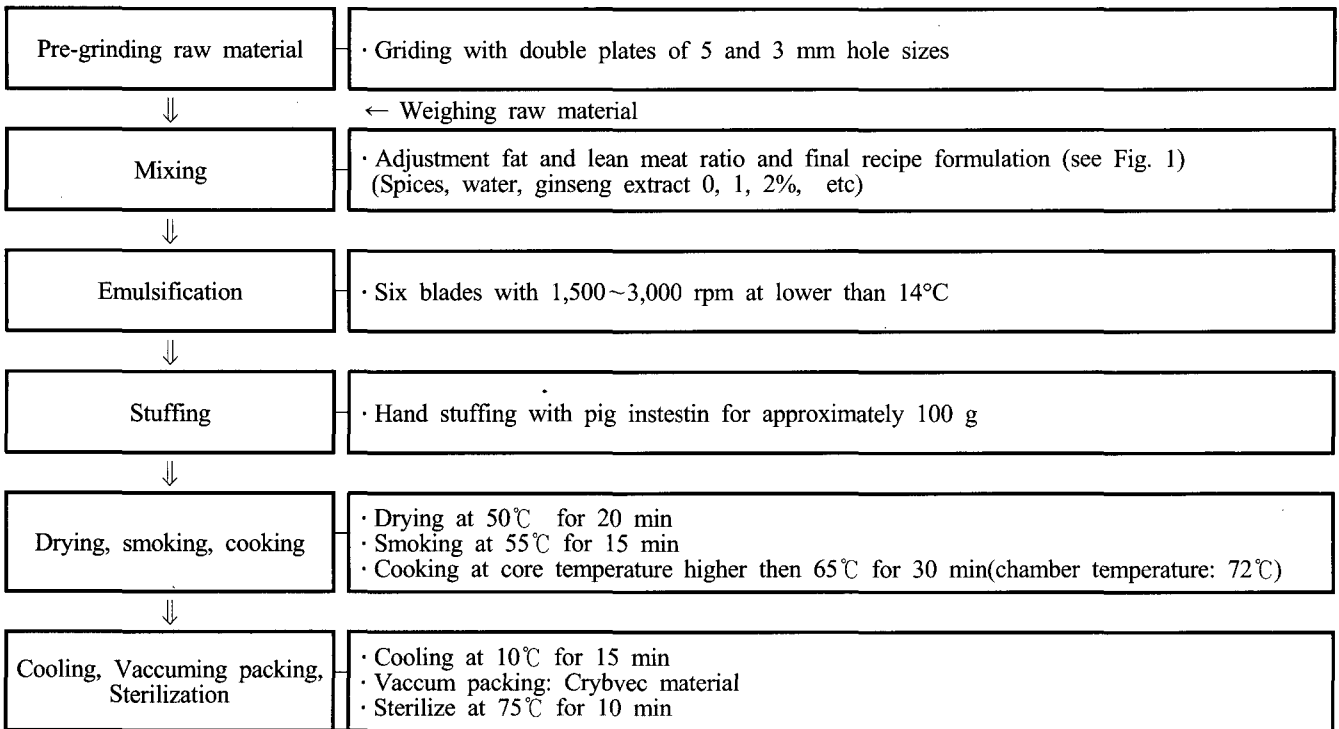 Pre-grinding raw material
· Griding with double plates of 5 and 3 mm hole sizes
⇓
← Weighing raw material
Mixing
· Adjustment fat and lean meat ratio and final recipe formulation (see Fig. 1)
(Spices, water, ginseng extract 0, 1, 2%, etc)
⇓
Emulsification
· Six blades with 1,500~3,000 rpm at lower than 14°C
⇓
Stuffing
· Hand stuffing with pig instestin for approximately 100 g
⇓
Drying, smoking, cooking
· Drying at 50℃ for 20 min
· Smoking at 55℃ for 15 min
· Cooking at core temperature higher then 65℃ for 30 min(chamber temperature: 72℃)
⇓
Cooling, Vaccuming packing,
Sterilization
· Cooling at 10℃ for 15 min
· Vaccum packing: Crybvec material
· Sterilize at 75℃ for 10 min